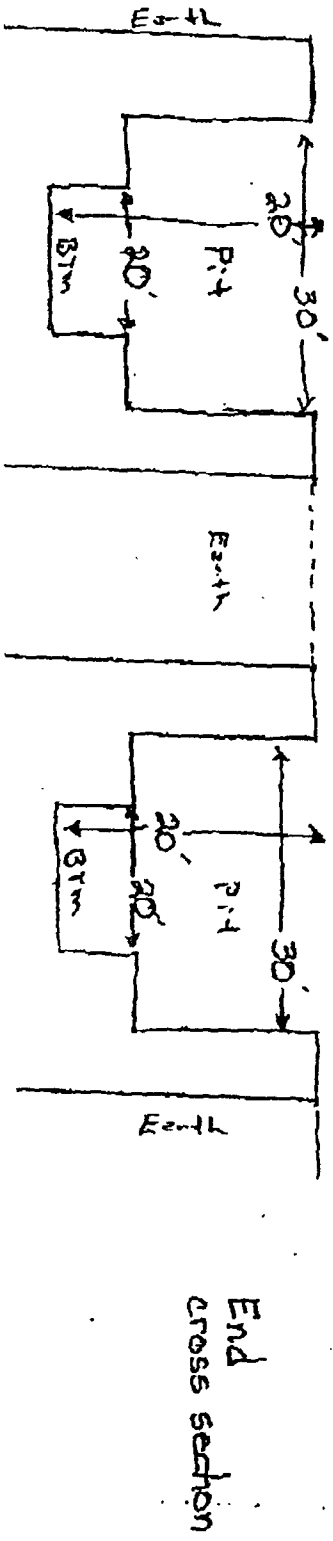 Earth
30'
20'
Pit
20'
BTM
Earth
30'
Pit
20'
20'
BTM
Earth
End
cross section